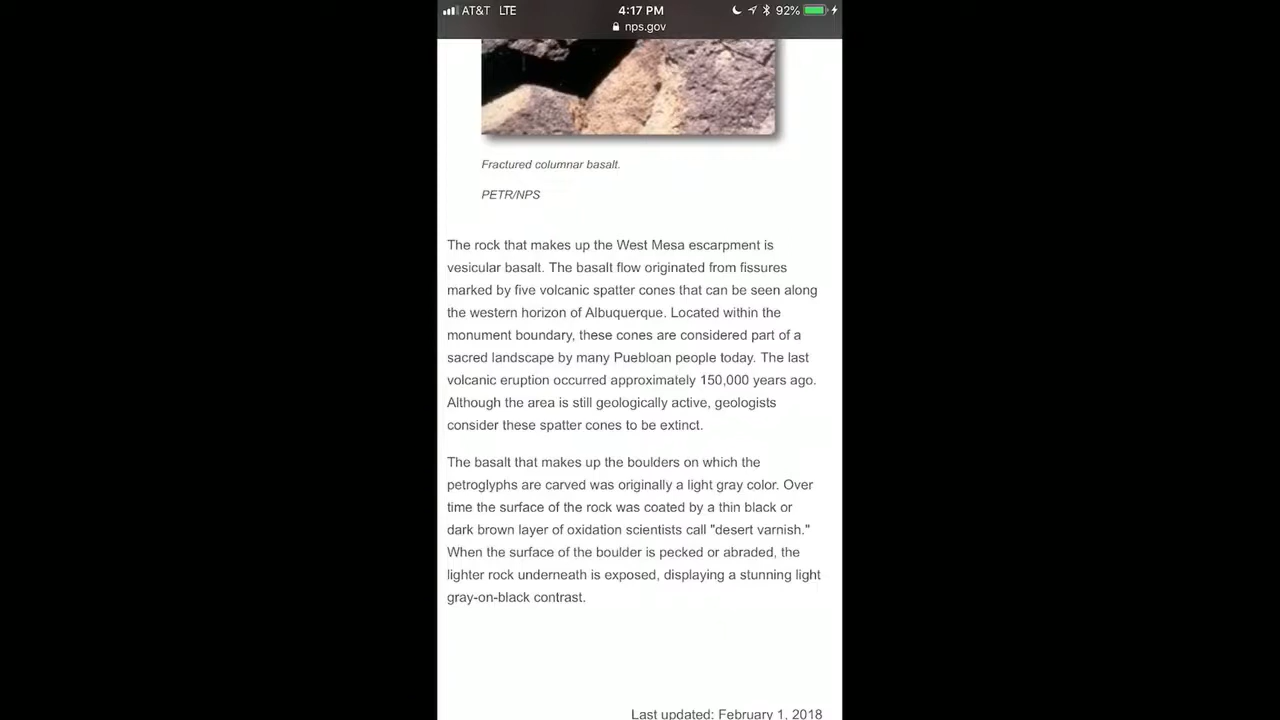 AT&T LTE 4:17 PM 92%
nps.gov
Fractured columnar basalt.
PETR/NPS
The rock that makes up the West Mesa escarpment is
vesicular basalt. The basalt flow originated from fissures
marked by five volcanic spatter cones that can be seen along
the western horizon of Albuquerque. Located within the
monument boundary, these cones are considered part of a
sacred landscape by many Puebloan people today. The last
volcanic eruption occurred approximately 150,000 years ago.
Although the area is still geologically active, geologists
consider these spatter cones to be extinct.
The basalt that makes up the boulders on which the
petroglyphs are carved was originally a light gray color. Over
time the surface of the rock was coated by a thin black or
dark brown layer of oxidation scientists call "desert varnish."
When the surface of the boulder is pecked or abraded, the
lighter rock underneath is exposed, displaying a stunning light
gray-on-black contrast.
Last updated: February 1, 2018